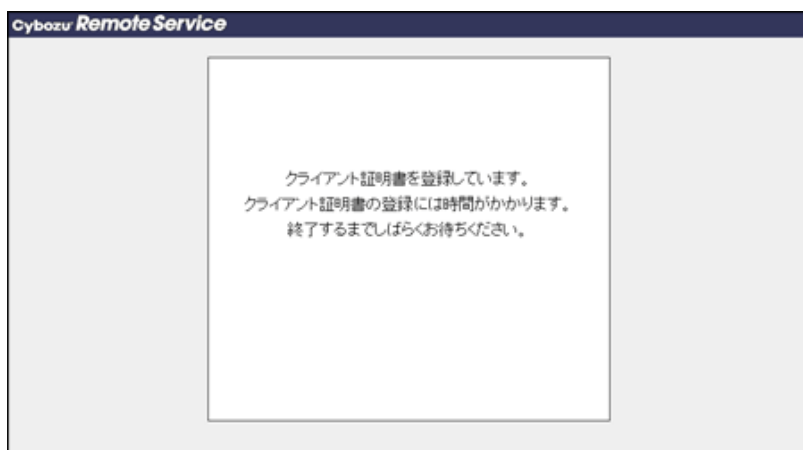 Cybozu Remote Service
クライアント証明書を登録しています。
クライアント証明書の登録には時間がかかります。
終了するまでしばらくお待ちください。